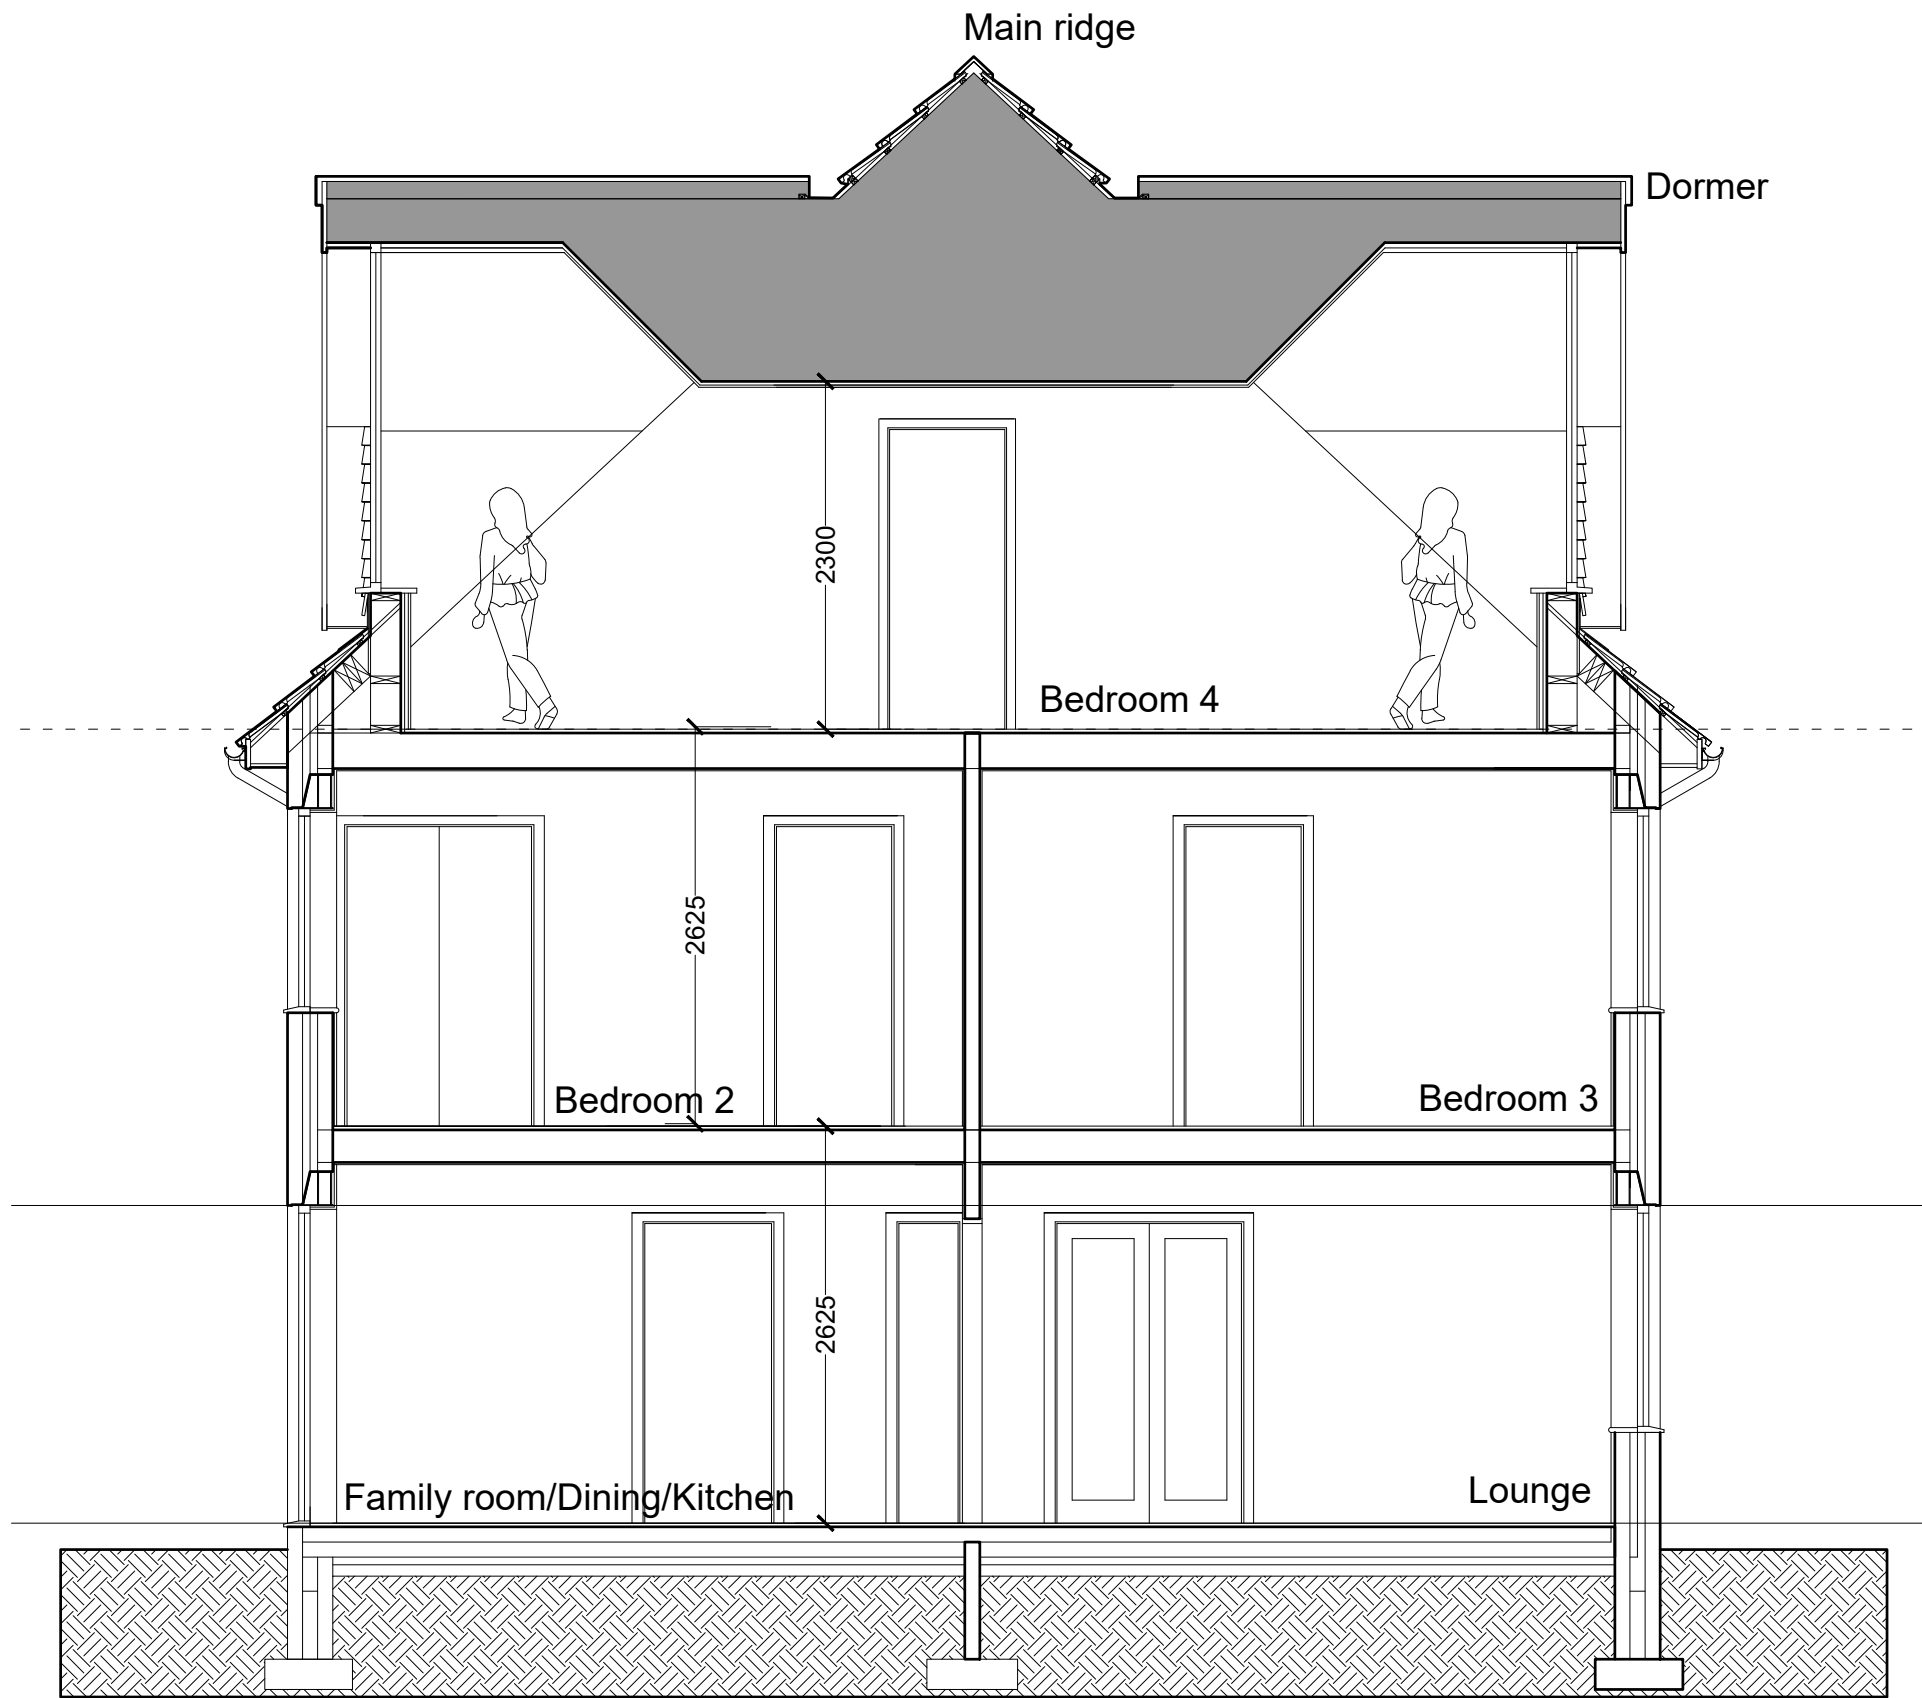 Main ridge
Dormer
2300
Bedroom 4
2625
Bedroom 2
Bedroom 3
2625
Family room/Dining/Kitchen
Lounge